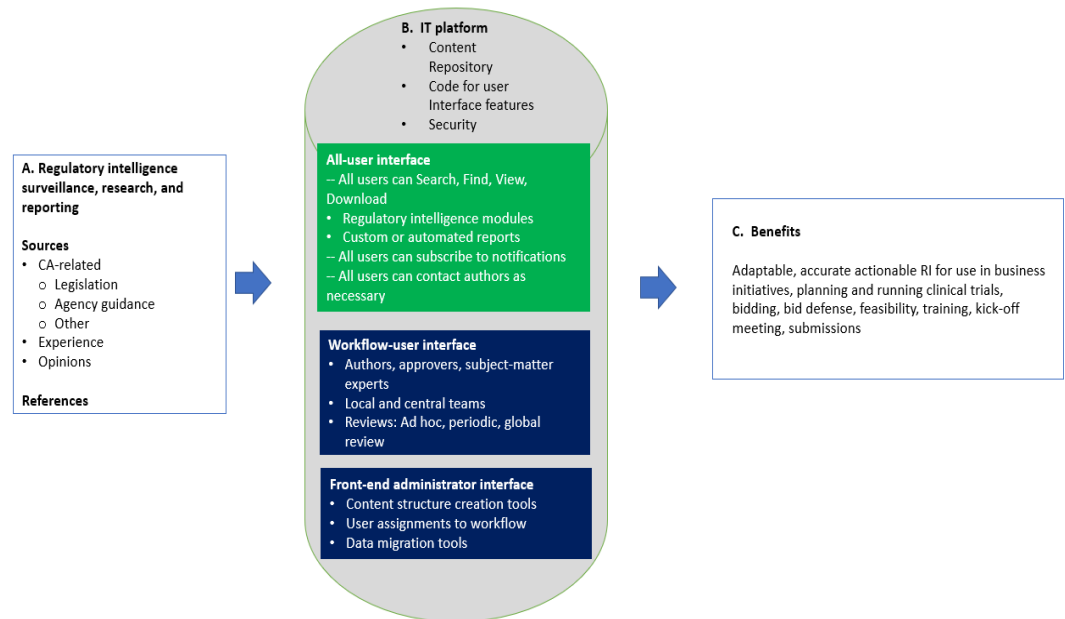 A. Regulatory intelligence
surveillance, research, and
reporting
Sources
• CA-related
o Legislation
o Agency guidance
o Other
• Experience
• Opinions
References
B. IT platform
• Content
Repository
• Code for user
Interface features
• Security
All-user interface
-- All users can Search, Find, View,
Download
• Regulatory intelligence modules
• Custom or automated reports
-- All users can subscribe to notifications
-- All users can contact authors as
necessary
Workflow-user interface
• Authors, approvers, subject-matter
experts
• Local and central teams
• Reviews: Ad hoc, periodic, global
review
Front-end administrator interface
• Content structure creation tools
• User assignments to workflow
• Data migration tools
C. Benefits
Adaptable, accurate actionable RI for use in business
initiatives, planning and running clinical trials,
bidding, bid defense, feasibility, training, kick-off
meeting, submissions